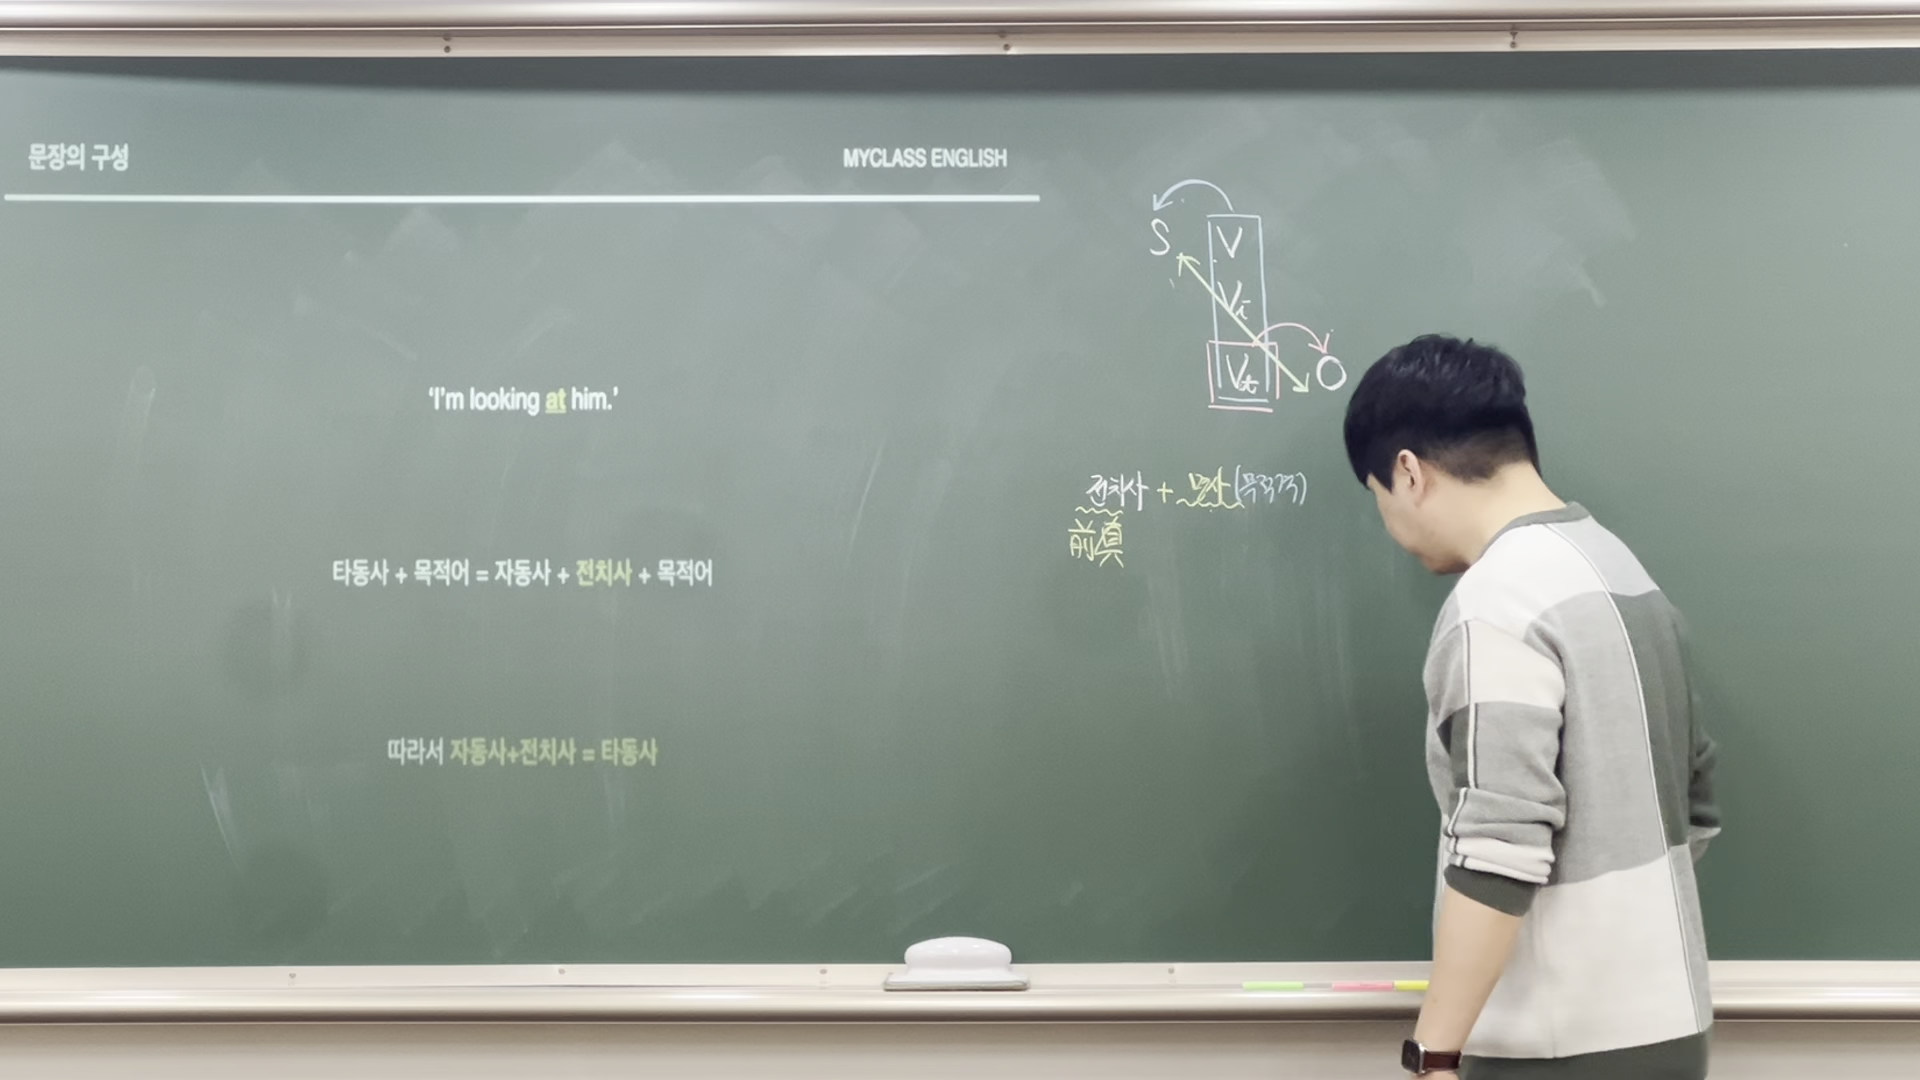 문장의 구성
MYCLASS ENGLISH
‘I’m looking at him.’
타동사 + 목적어 = 자동사 + 전치사 + 목적어
따라서 자동사+전치사 = 타동사
S V
Vi
Vt O
전치사 + 명사(목적격)
前